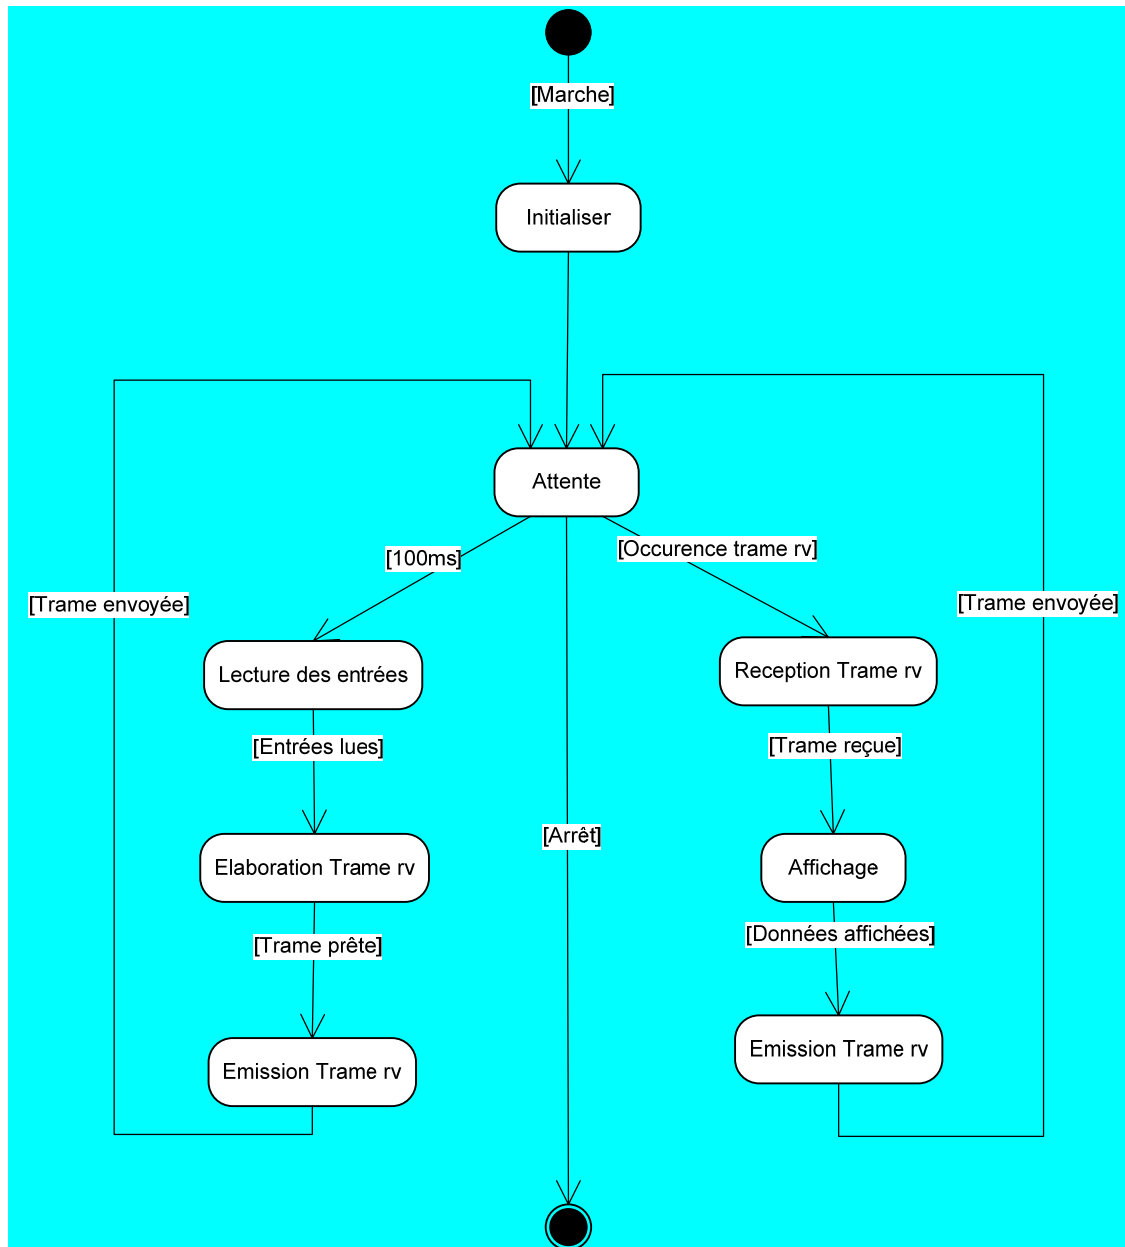 [Marche]
Initialiser
Attente
[100ms]
[Occurence trame rv]
[Trame envoyée]
[Trame envoyée]
Lecture des entrées
Reception Trame rv
[Entrées lues]
[Trame reçue]
[Arrêt]
Elaboration Trame rv
Affichage
[Trame prête]
[Données affichées]
Emission Trame rv
Emission Trame rv